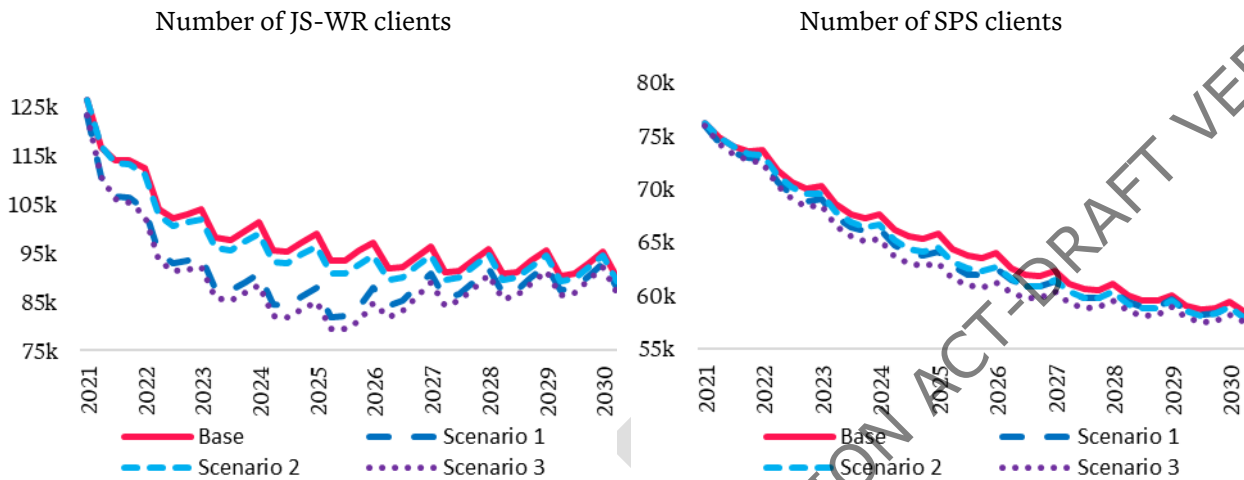 Number of JS-WR clients
125k
115k
105k
95k
85k
75k
2021
2022
2023
2024
2025
2026
2027
2028
2029
2030
Base
Scenario 1
Scenario 2
Scenario 3
Number of SPS clients
80k
75k
70k
65k
60k
55k
2021
2022
2023
2024
2025
2026
2027
2028
2029
2030
Base
Scenario 1
Scenario 2
Scenario 3
ACT-DRAFT